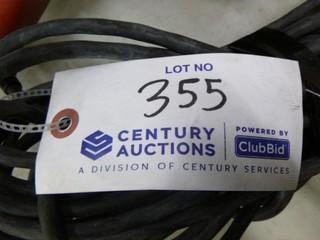 LOT NO
355
CENTURY
AUCTIONS
POWERED BY
ClubBid
A DIVISION OF CENTURY SERVICES